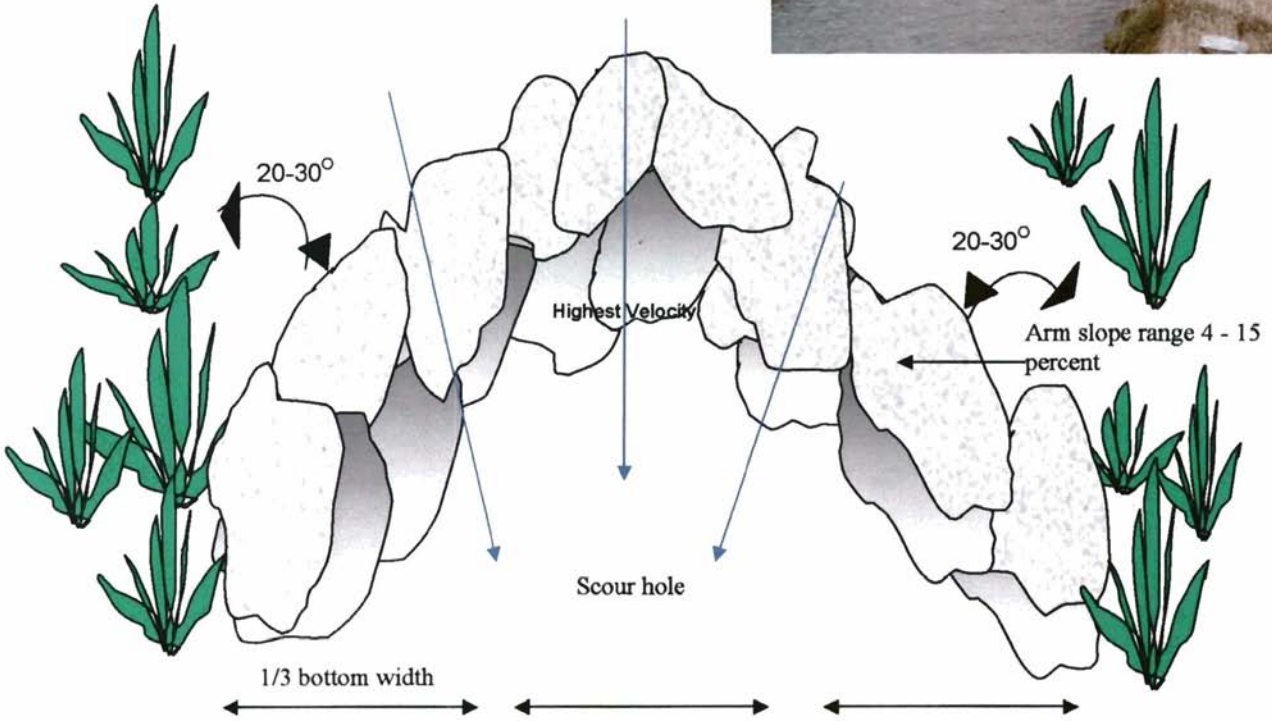 20-30°
20-30°
Highest Velocity
Arm slope range 4 - 15
percent
Scour hole
1/3 bottom width